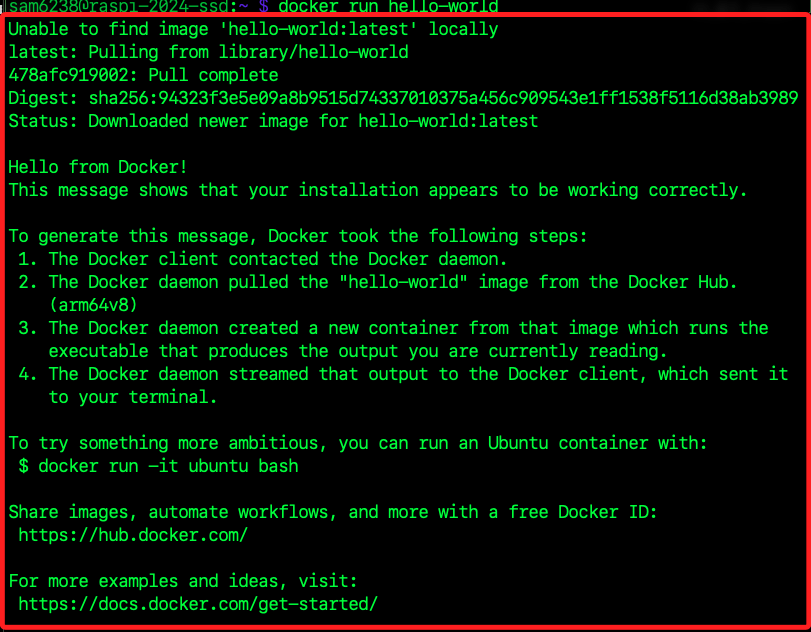 sam6238@raspi-2024-ssd:~ $ docker run hello-world
Unable to find image 'hello-world:latest' locally
latest: Pulling from library/hello-world
478afc919002: Pull complete
Digest: sha256:94323f3e5e09a8b9515d74337010375a456c909543e1ff1538f5116d38ab3989
Status: Downloaded newer image for hello-world:latest

Hello from Docker!
This message shows that your installation appears to be working correctly.

To generate this message, Docker took the following steps:
 1. The Docker client contacted the Docker daemon.
 2. The Docker daemon pulled the "hello-world" image from the Docker Hub.
    (arm64v8)
 3. The Docker daemon created a new container from that image which runs the
    executable that produces the output you are currently reading.
 4. The Docker daemon streamed that output to the Docker client, which sent it
    to your terminal.

To try something more ambitious, you can run an Ubuntu container with:
 $ docker run -it ubuntu bash

Share images, automate workflows, and more with a free Docker ID:
 https://hub.docker.com/

For more examples and ideas, visit:
 https://docs.docker.com/get-started/